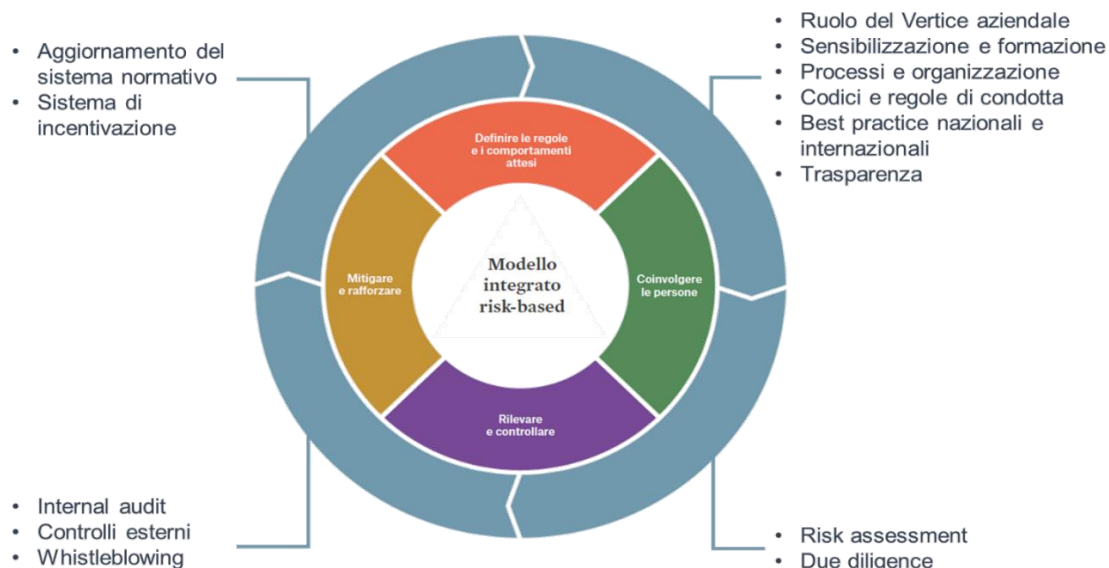 • Aggiornamento del
sistema normativo
• Sistema di
incentivazione
• Ruolo del Vertice aziendale
• Sensibilizzazione e formazione
• Processi e organizzazione
• Codici e regole di condotta
• Best practice nazionali e
internazionali
• Trasparenza
Definire le regole
e i comportamenti
attesi
Mitigare
e rafforzare
Modello
integrato
risk-based
Coinvolgere
le persone
Rilevare
e controllare
• Internal audit
• Controlli esterni
• Whistleblowing
• Risk assessment
• Due diligence